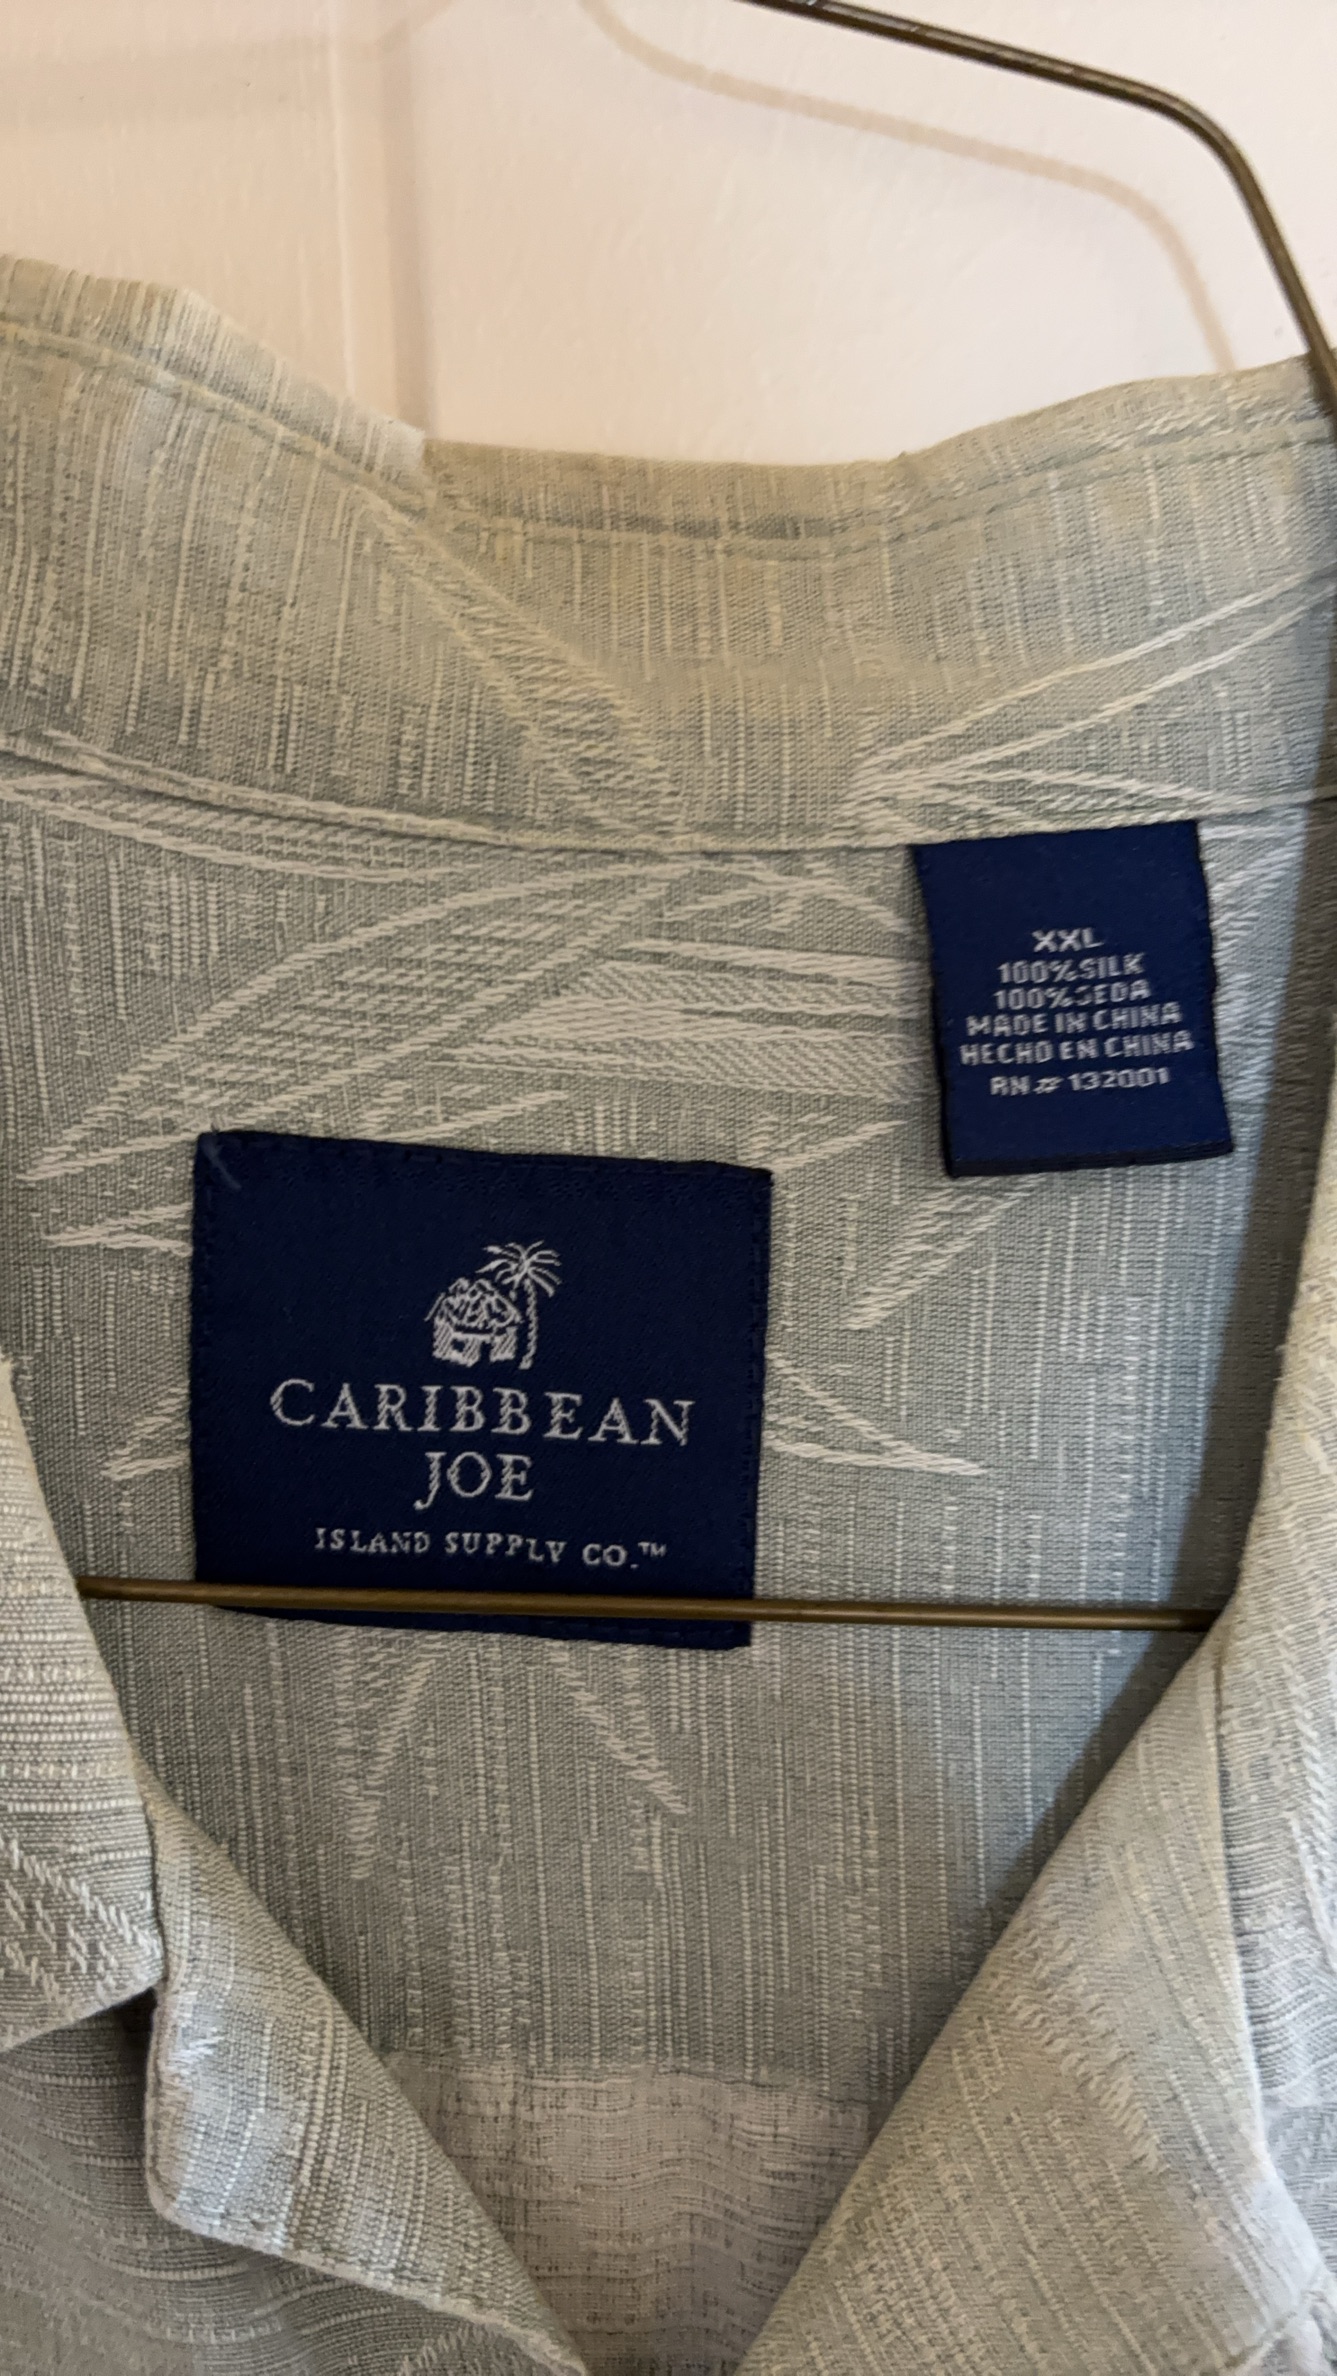 XXL
100% SILK
100% SEDA
MADE IN CHINA
HECHO EN CHINA
RN# 132001
CARIBBEAN
JOE
ISLAND SUPPLY CO.™